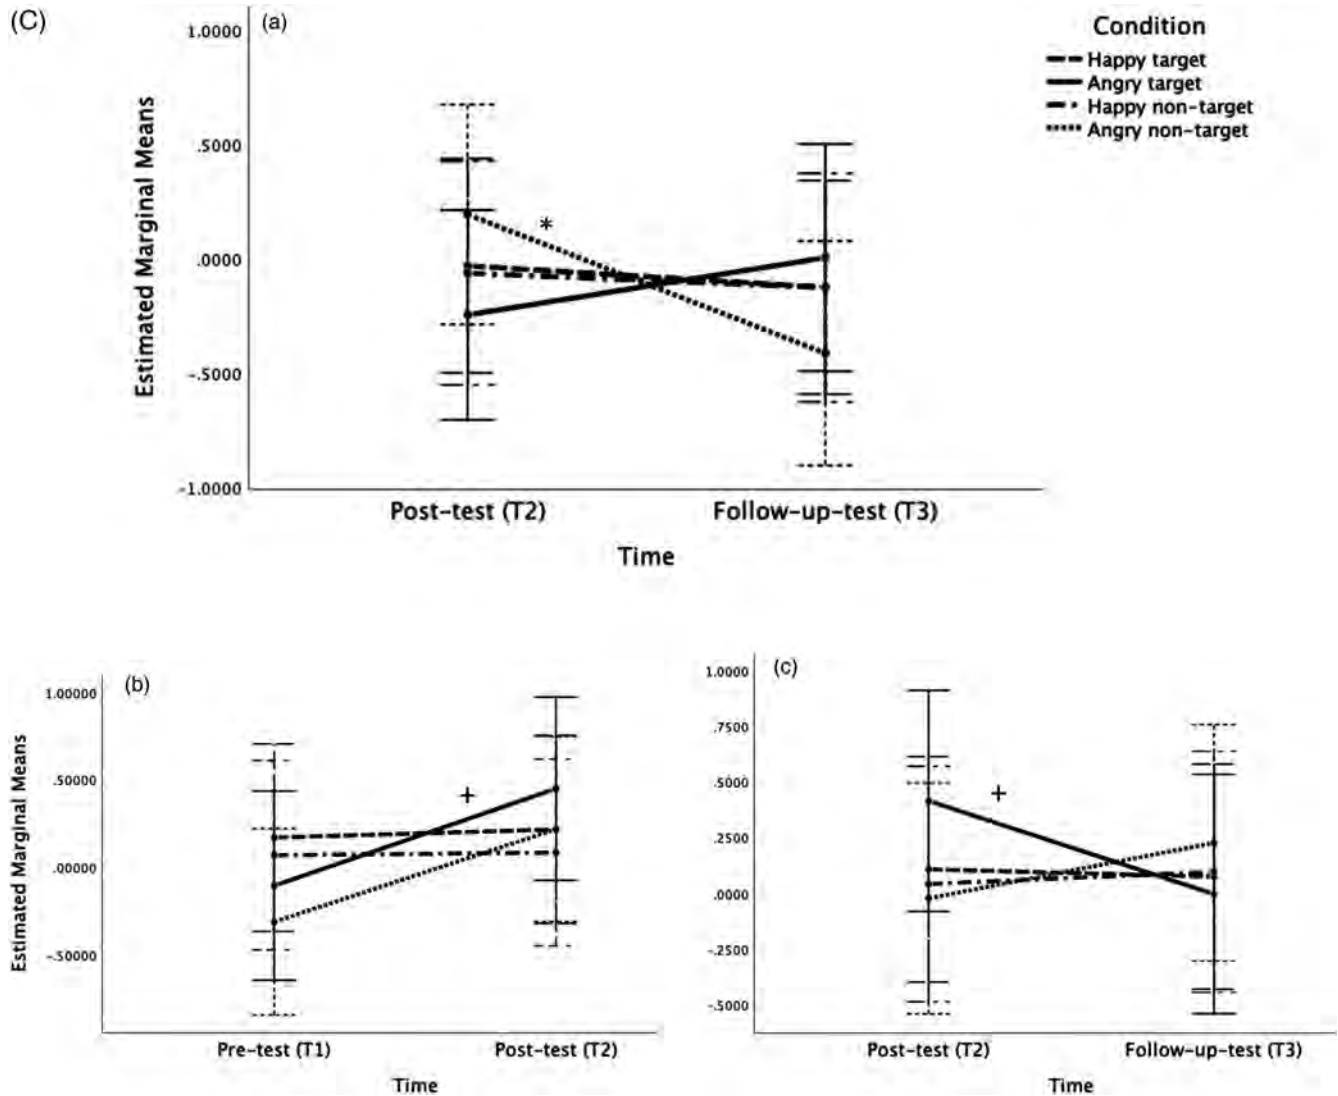 (C)
(a)
Condition
Happy target
Angry target
Happy non-target
Angry non-target
Estimated Marginal Means
1.0000
.5000
.0000
-.5000
-1.0000
*
Post-test (T2)
Follow-up-test (T3)
Time
(b)
Estimated Marginal Means
1.00000
.50000
.00000
-.50000
+
Pre-test (T1)
Post-test (T2)
Time
(c)
1.0000
.7500
.5000
.2500
.0000
-.2500
-.5000
+
Post-test (T2)
Follow-up-test (T3)
Time